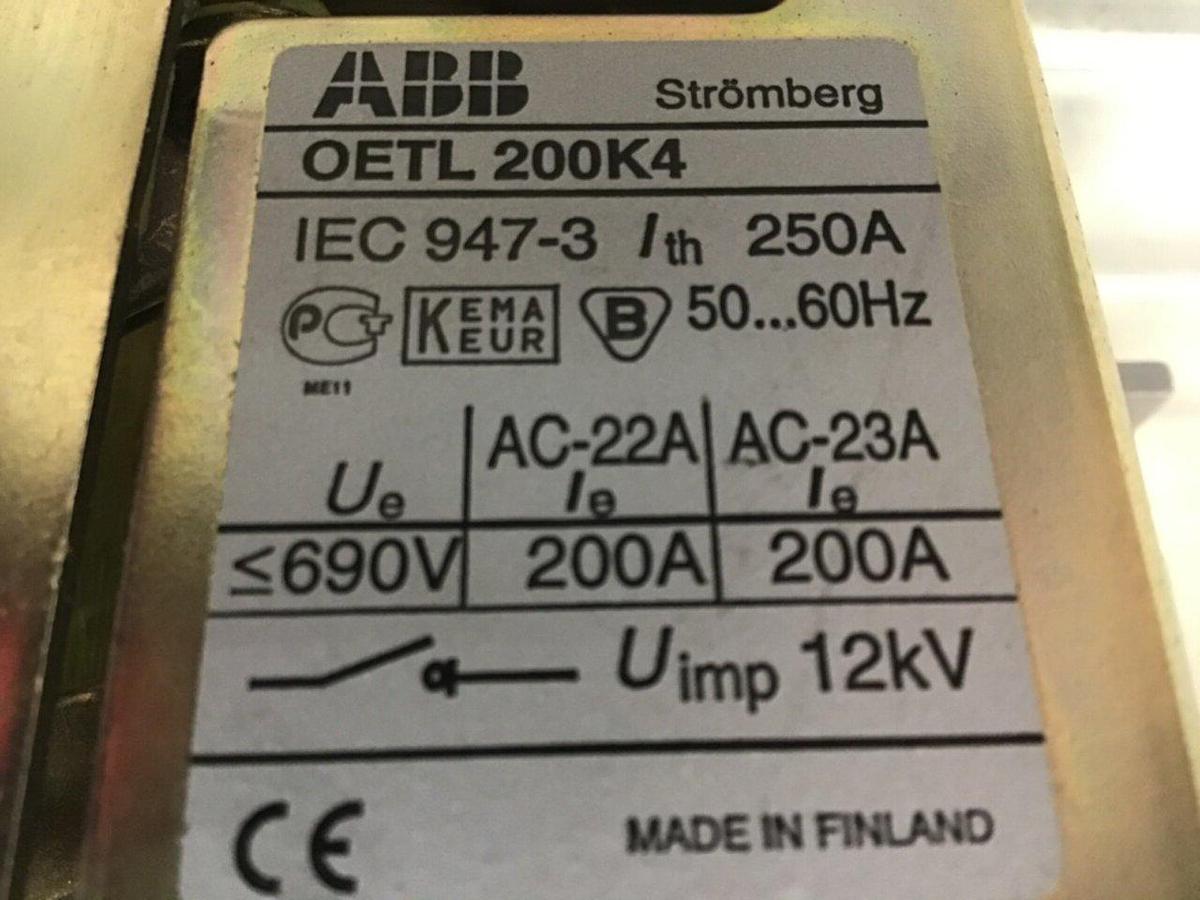 ABB Strömberg
OETL 200K4
IEC 947-3 Ith 250A
PCT KEMA KEUR B 50...60Hz
ME11
Ue AC-22A Ie AC-23A Ie
≤690V 200A 200A
Uimp 12kV
CE MADE IN FINLAND